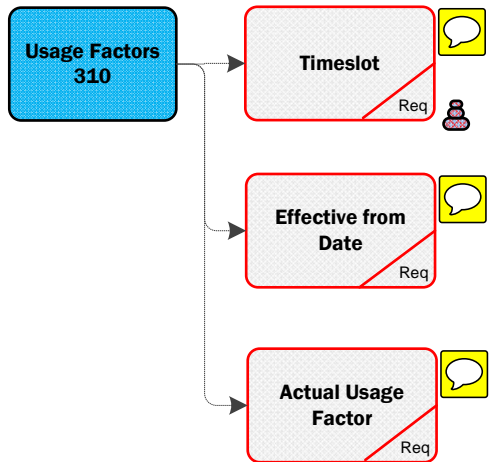 Usage Factors
310
Timeslot
Req
Effective from
Date
Req
Actual Usage
Factor
Req